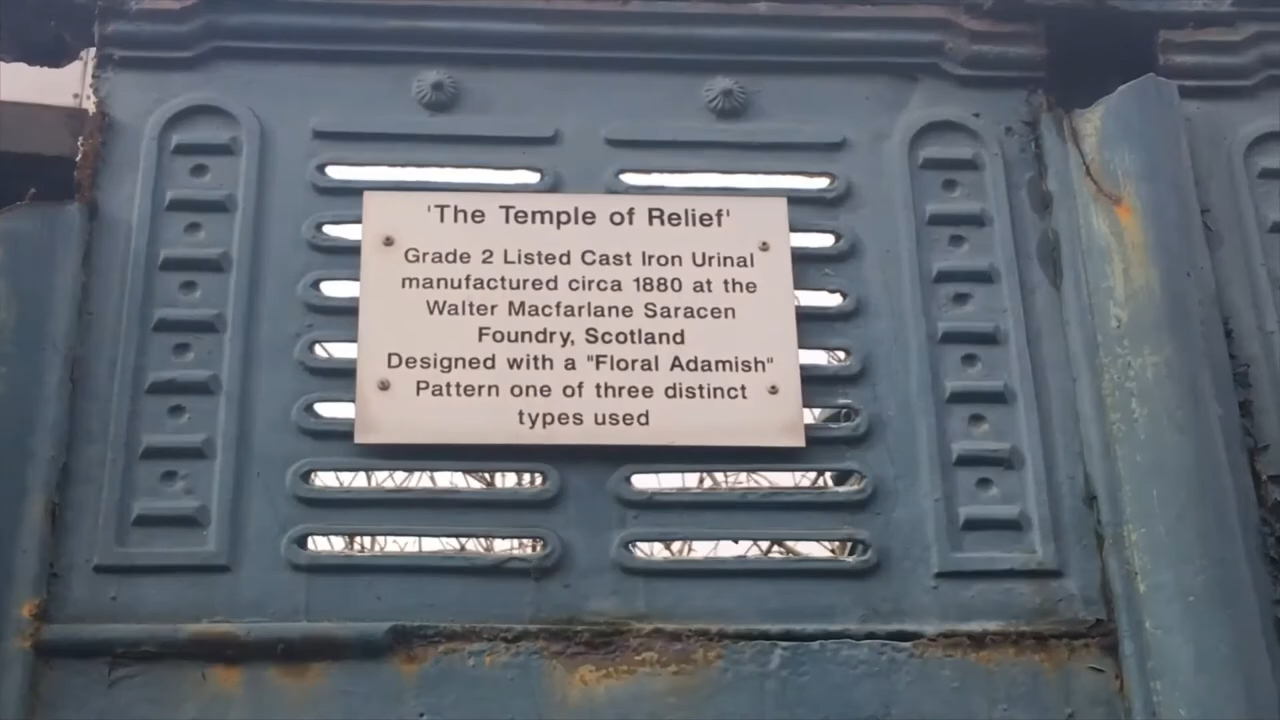 'The Temple of Relief'
Grade 2 Listed Cast Iron Urinal
manufactured circa 1880 at the
Walter Macfarlane Saracen
Foundry, Scotland
Designed with a "Floral Adamish"
Pattern one of three distinct
types used